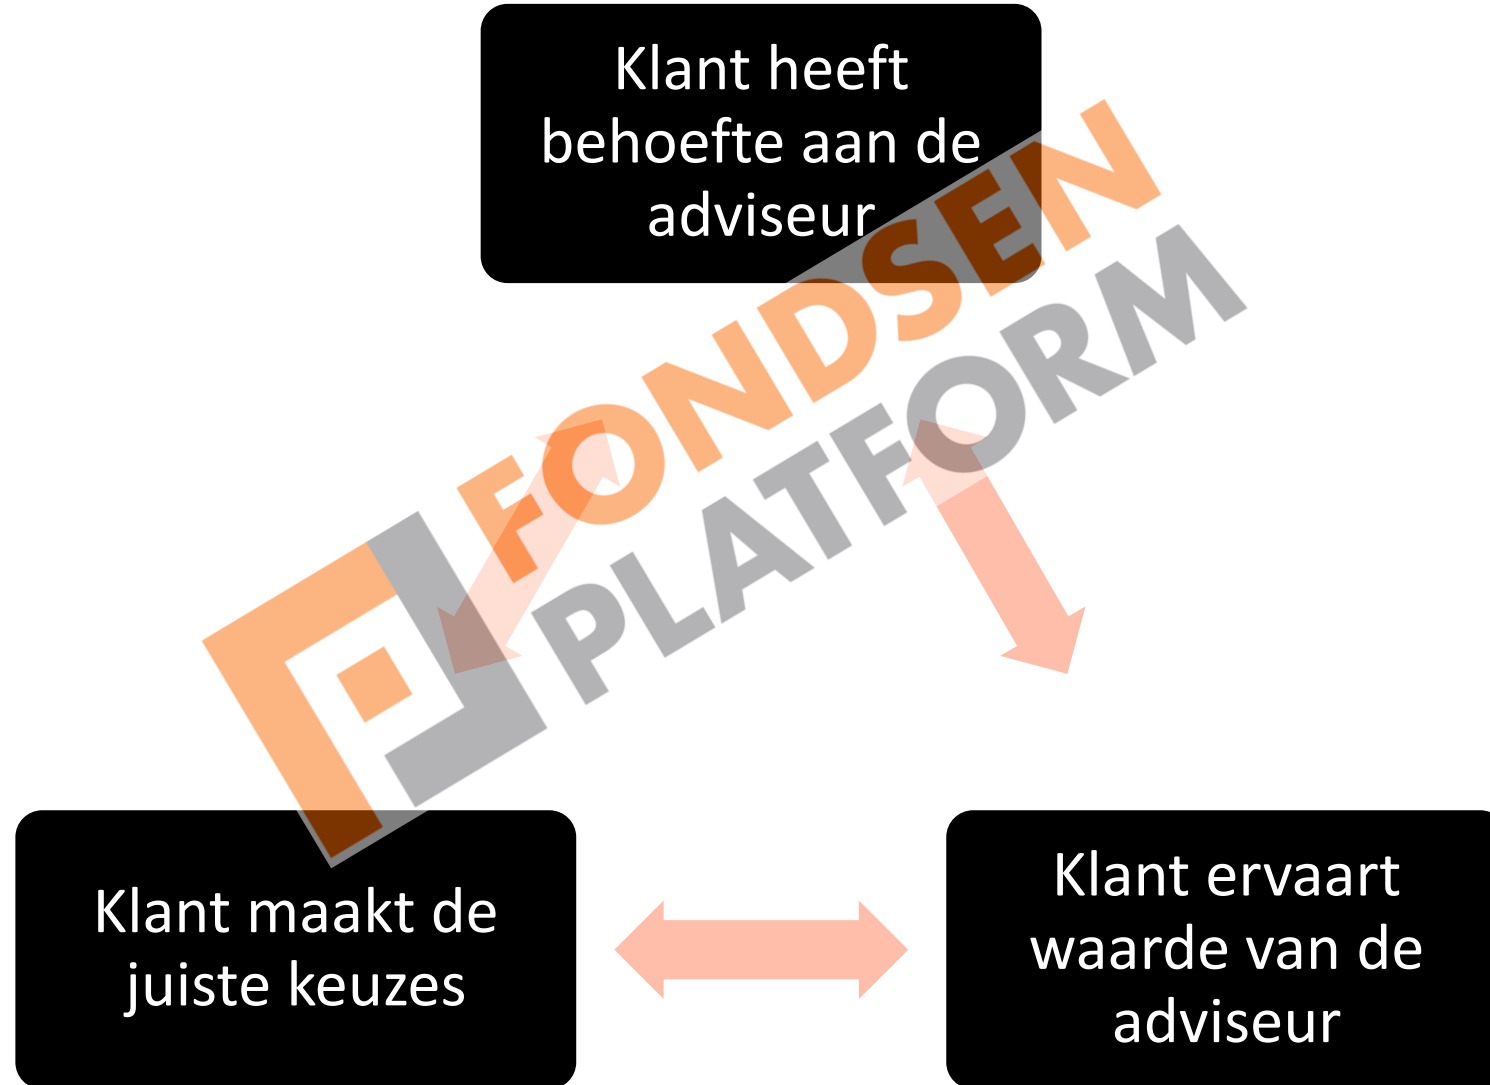 Klant heeft
behoefte aan de
adviseur
FONDSEN
PLATFORM
Klant maakt de
juiste keuzes
Klant ervaart
waarde van de
adviseur